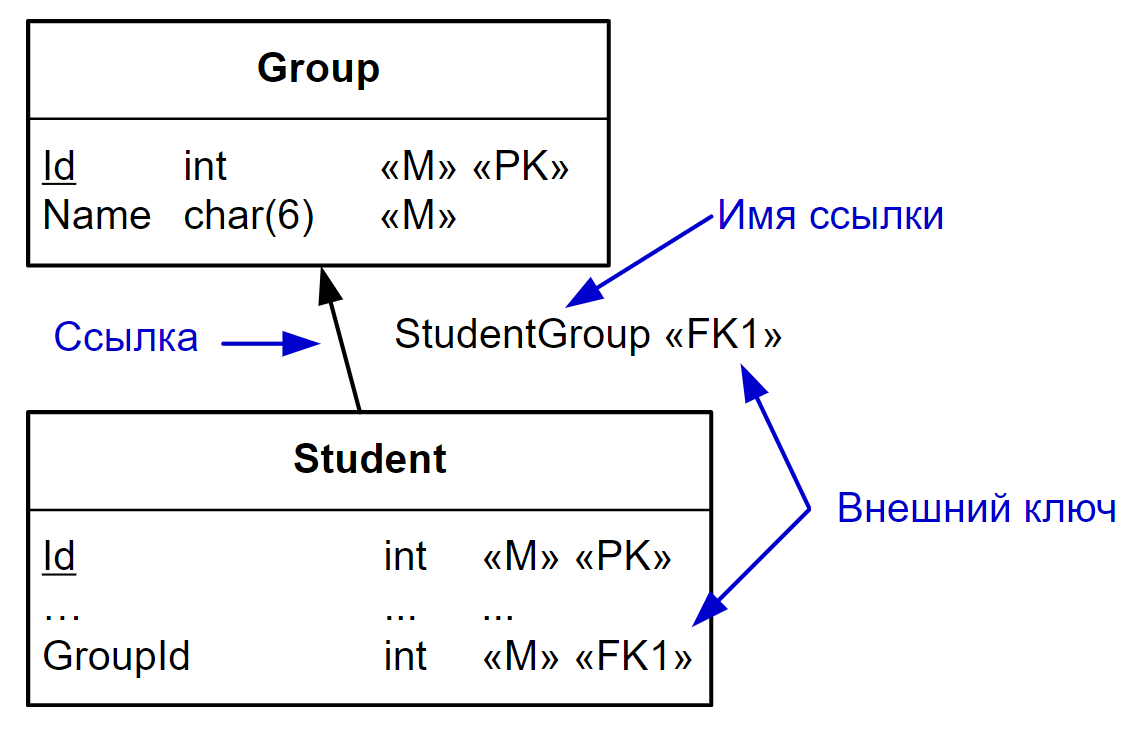 Group
Id int «M» «PK»
Name char(6) «M»
Имя ссылки
Ссылка
StudentGroup «FK1»
Student
Id int «M» «PK»
... ... ...
GroupId int «M» «FK1»
Внешний ключ